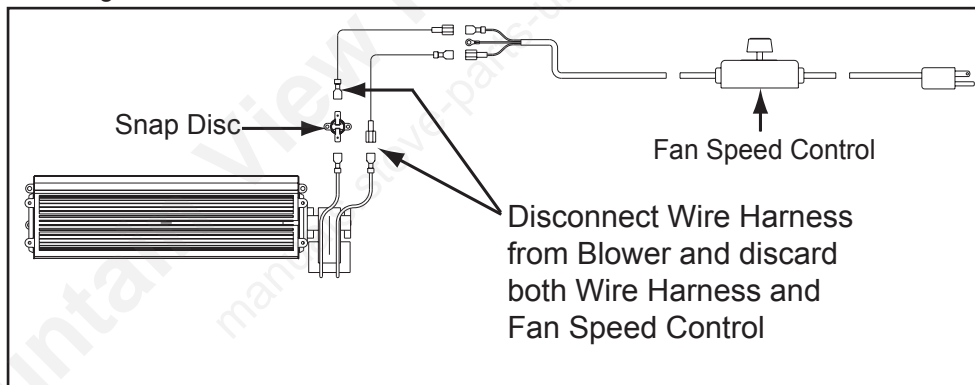 Snap Disc
Fan Speed Control
Disconnect Wire Harness
from Blower and discard
both Wire Harness and
Fan Speed Control